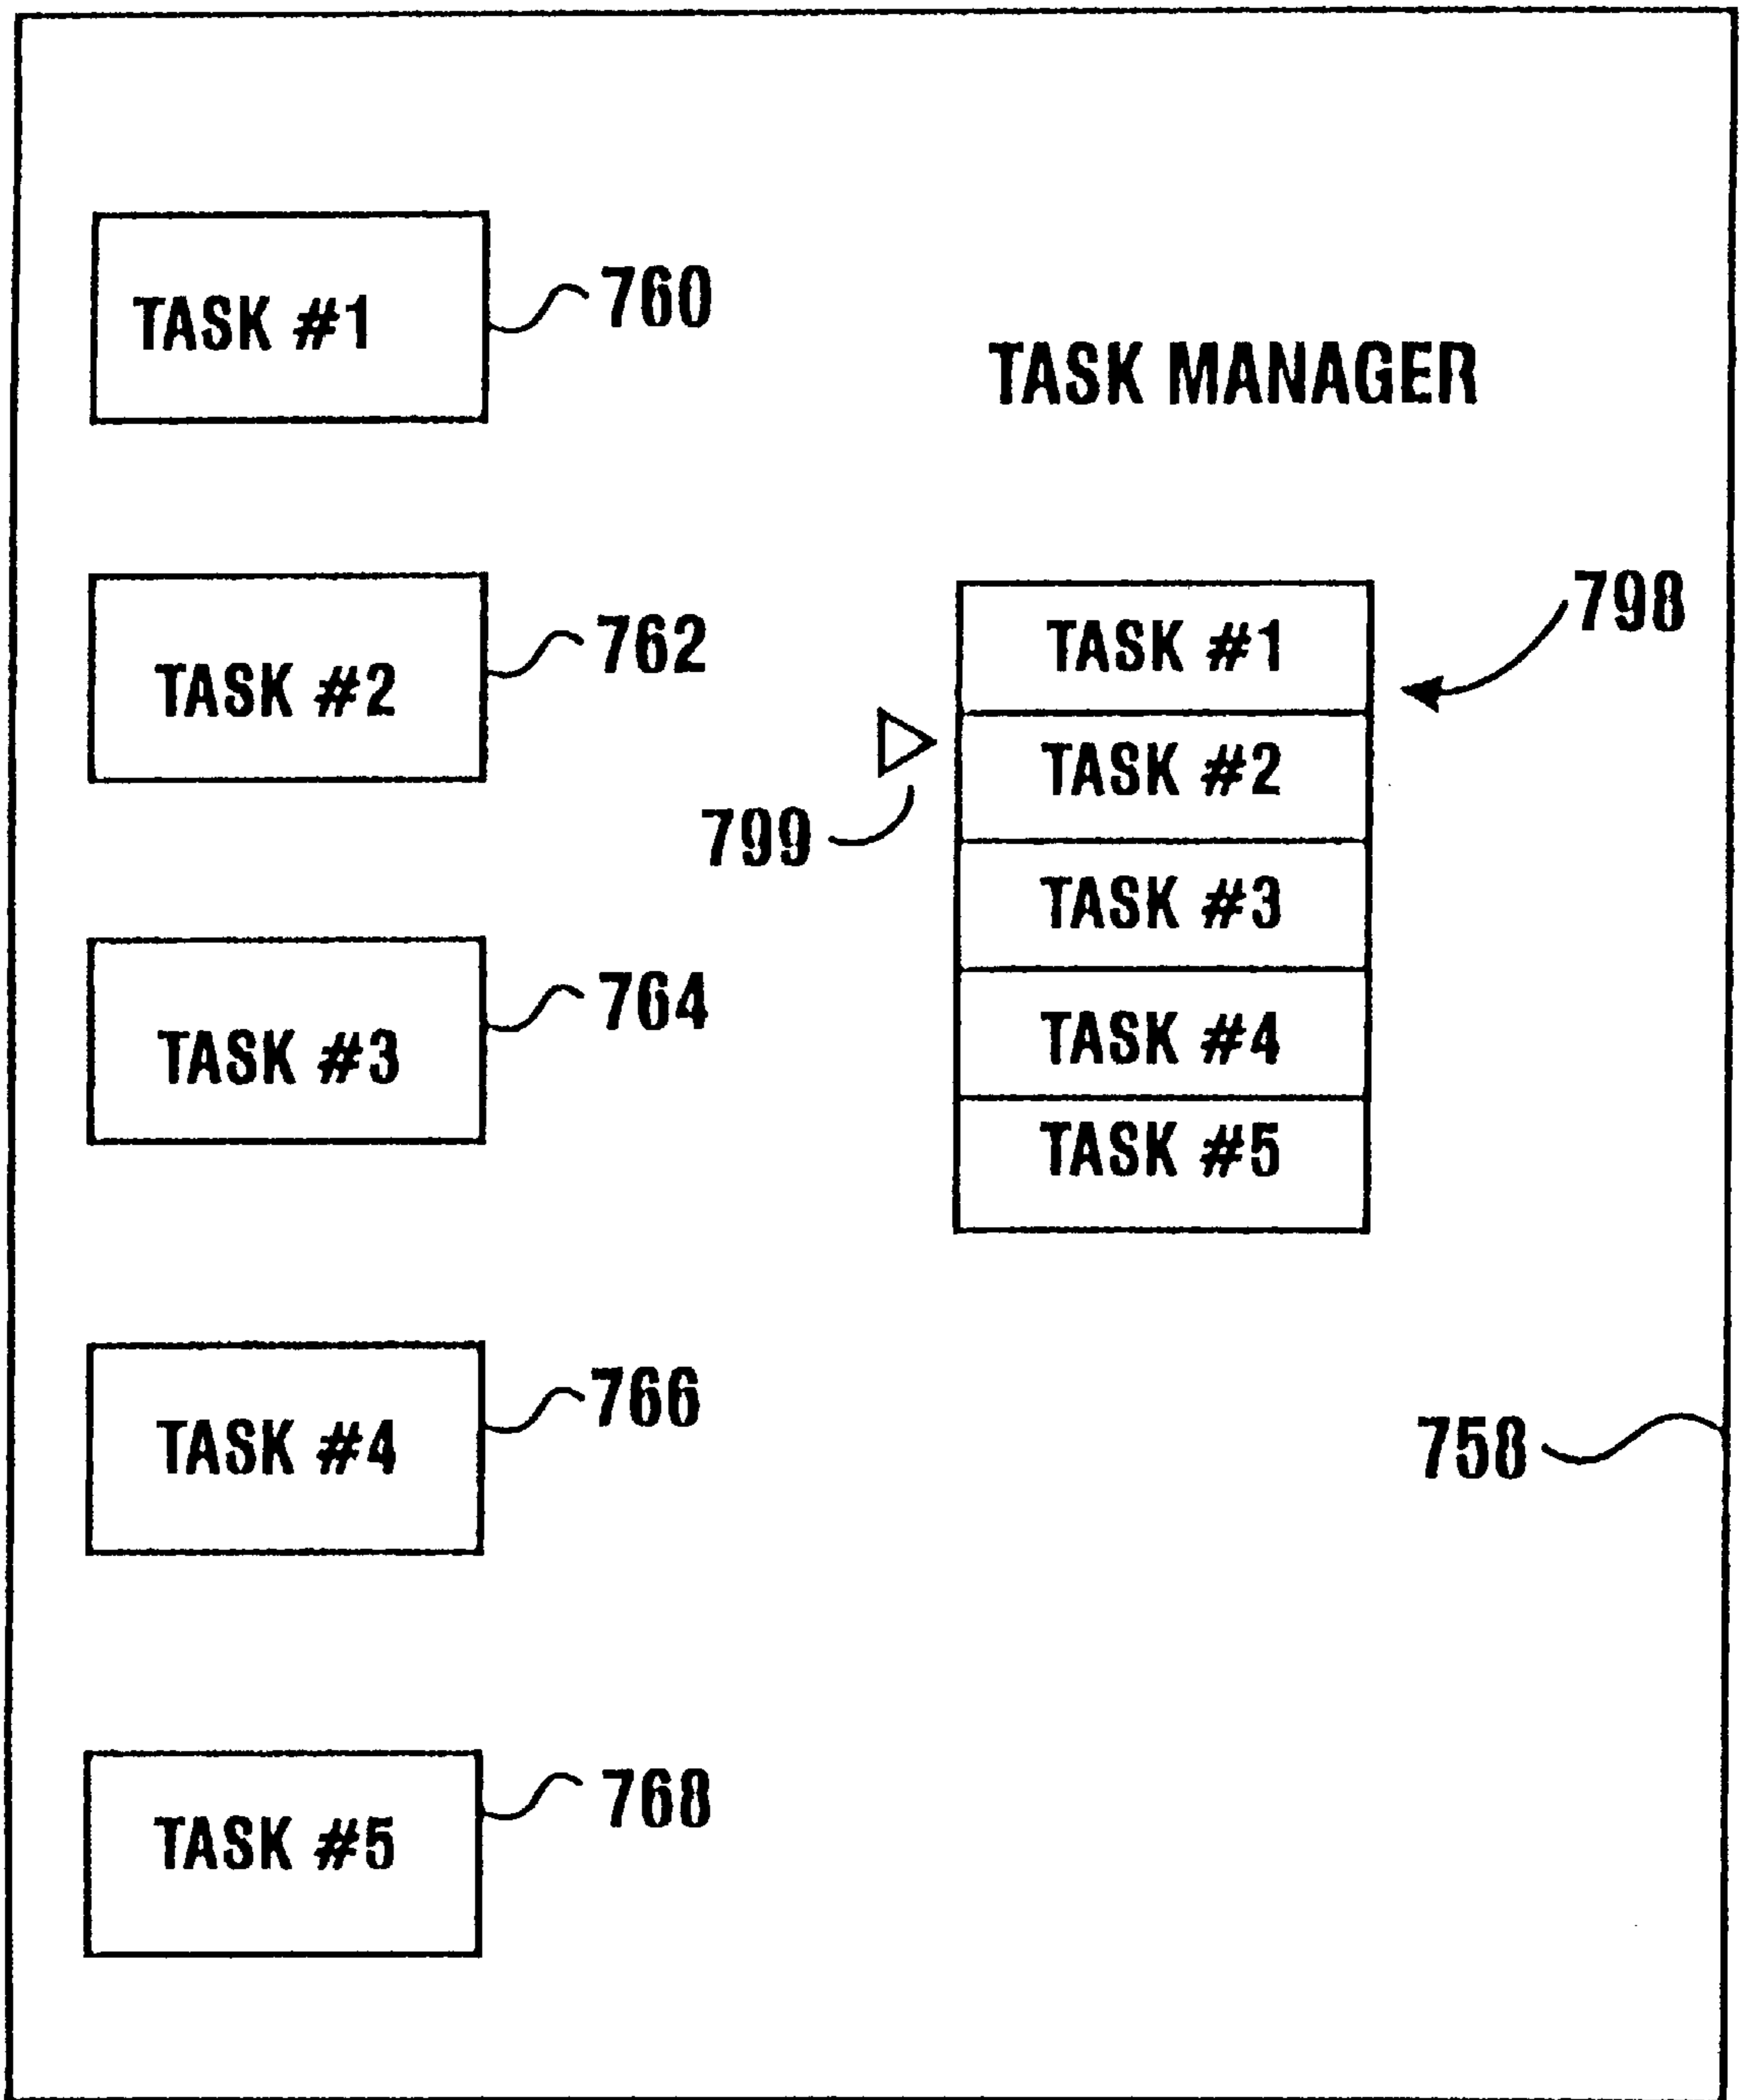 TASK #1
760
TASK MANAGER
TASK #2
762
TASK #1
798
TASK #2
799
TASK #3
TASK #3
764
TASK #4
TASK #5
TASK #4
766
758
TASK #5
768